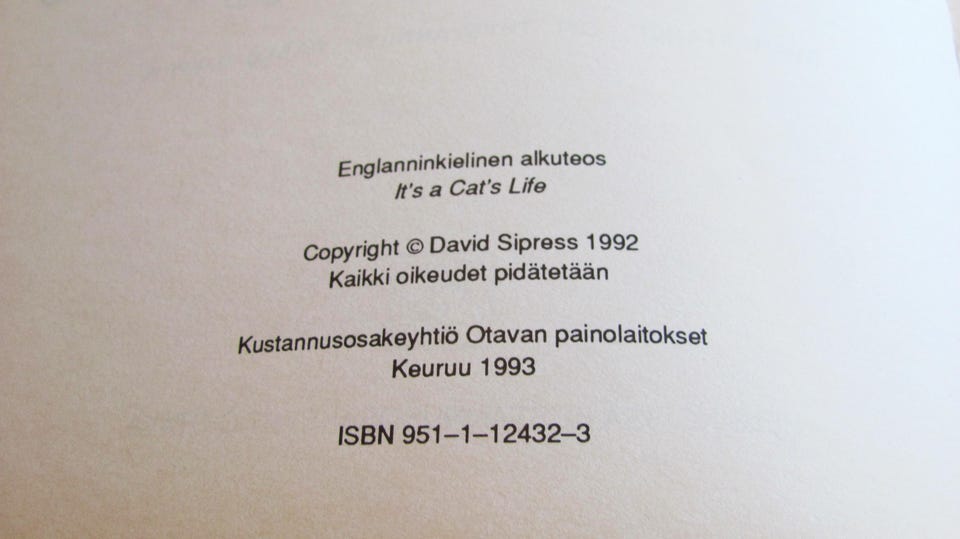 Englanninkielinen alkuteos
It's a Cat's Life
Copyright © David Sipress 1992
Kaikki oikeudet pidätetään
Kustannusosakeyhtiö Otavan painolaitokset
Keuruu 1993
ISBN 951–1–12432–3